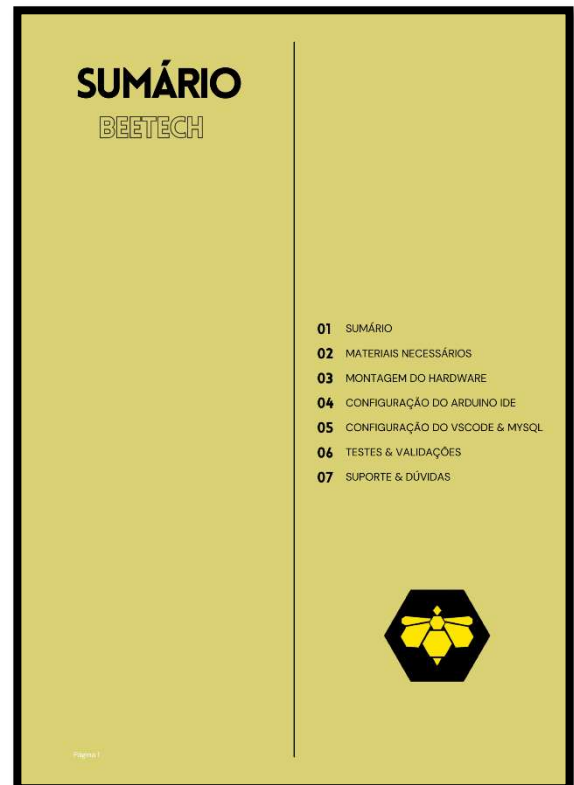 SUMÁRIO
BEETECH
01 SUMÁRIO
02 MATERIAIS NECESSÁRIOS
03 MONTAGEM DO HARDWARE
04 CONFIGURAÇÃO DO ARDUINO IDE
05 CONFIGURAÇÃO DO VSCODE & MYSQL
06 TESTES & VALIDAÇÕES
07 SUPORTE & DÚVIDAS
Página 1